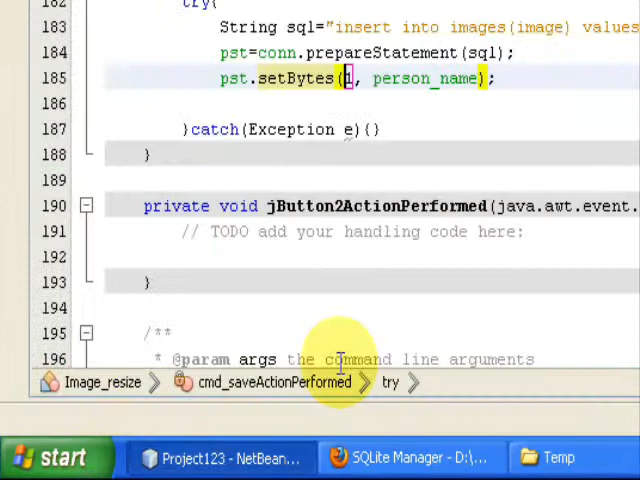 182 try{
183 String sql="insert into images(image) values
184 pst=conn.prepareStatement(sql);
185 pst.setBytes(1, person_name);
186
187 }catch(Exception e){}
188 }
189
190 private void jButton2ActionPerformed(java.awt.event.
191 // TODO add your handling code here:
192
193 }
194
195 /**
196 * @param args the command line arguments
Image_resize cmd_saveActionPerformed try
start Project123 - NetBean... SQLite Manager - D:\... Temp